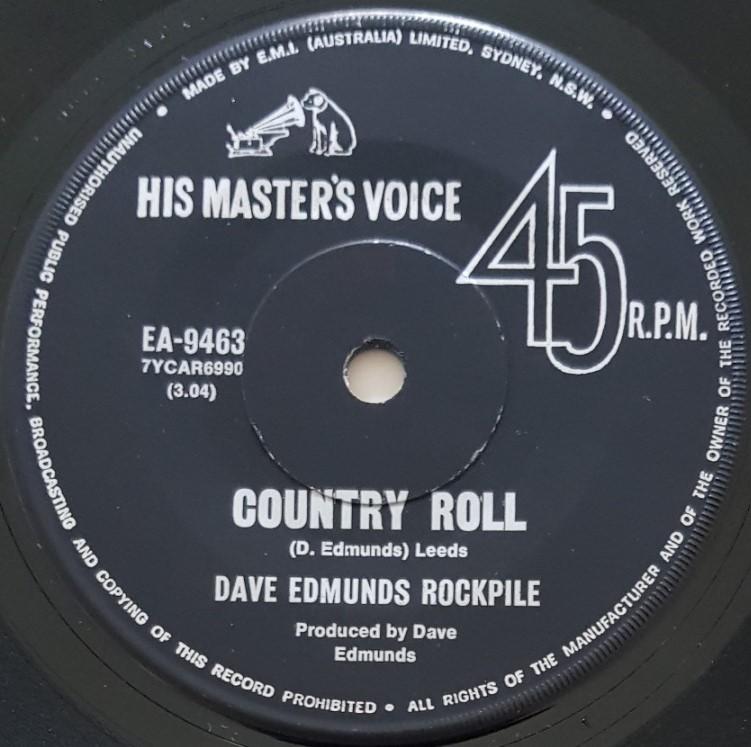 MADE BY E.M.I. (AUSTRALIA) LIMITED, SYDNEY, N.S.W. •
HIS MASTER'S VOICE
45 R.P.M.
EA-9463
7YCAR6990
(3.04)
COUNTRY ROLL
(D. Edmunds) Leeds
DAVE EDMUNDS ROCKPILE
Produced by Dave
Edmunds
UNAUTHORISED PUBLIC PERFORMANCE, BROADCASTING AND COPYING OF THIS RECORD PROHIBITED • ALL RIGHTS OF THE MANUFACTURER AND OF THE OWNER OF THE RECORDED WORK RESERVED •